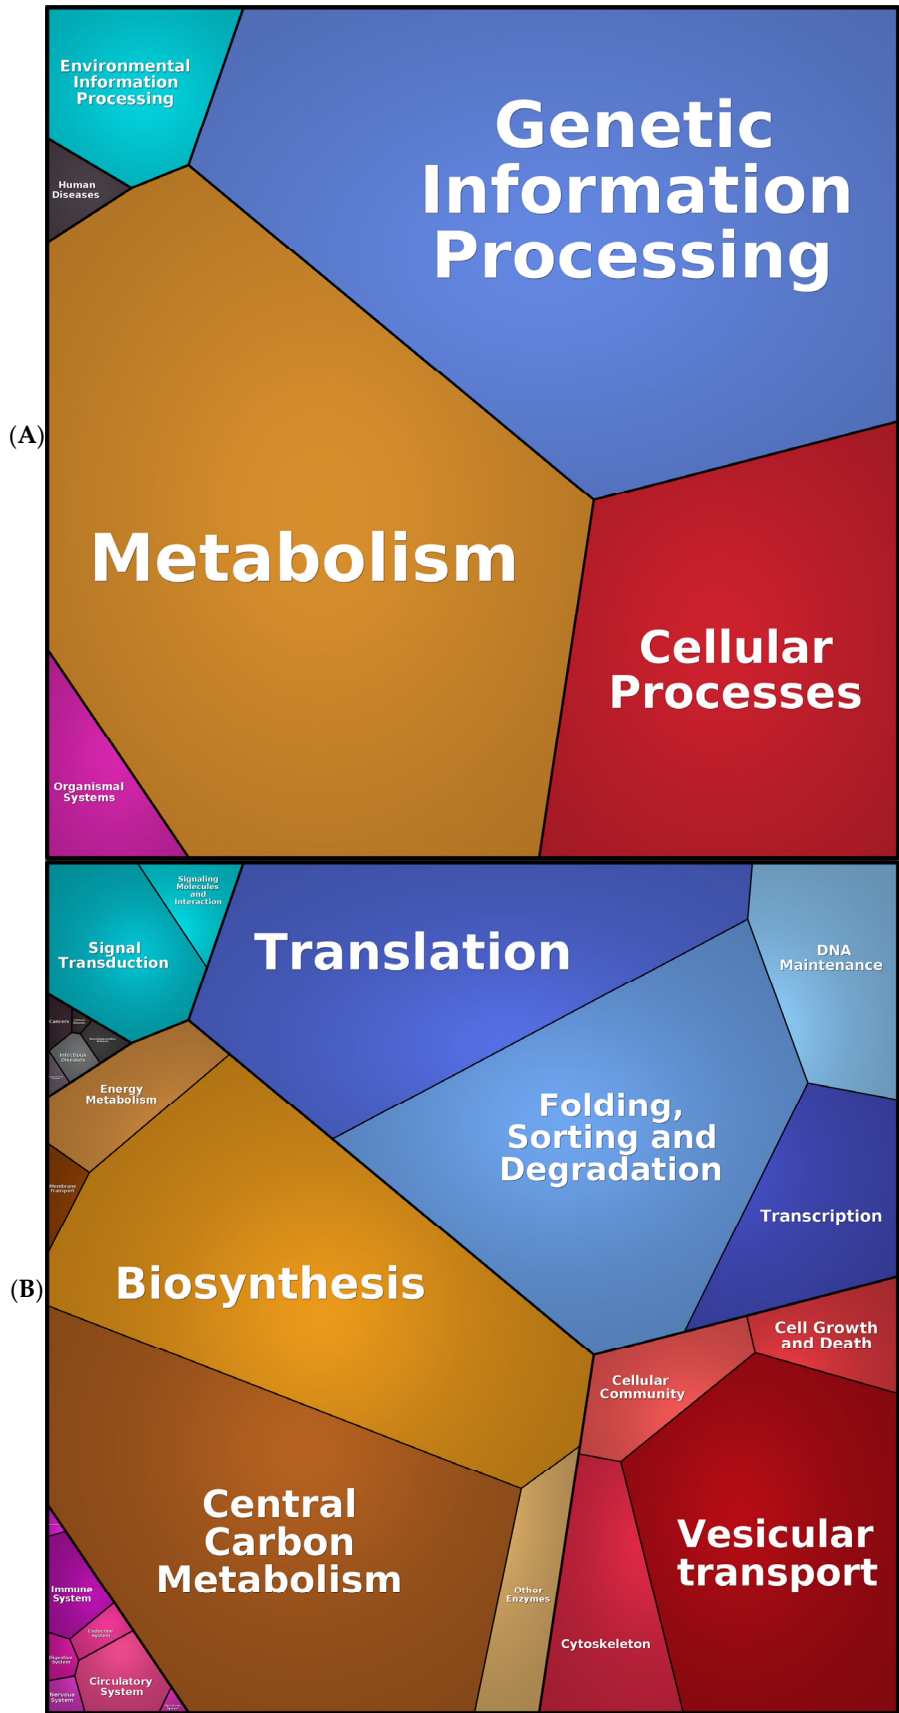 Environmental
Information
Processing
Genetic
Information
Processing
Human
Diseases
(A)
Metabolism
Cellular
Processes
Organismal
Systems
Signaling
Molecules
and
Interaction
Signal
Transduction
Translation
DNA
Maintenance
Cancers
Infectious
Diseases
Energy
Metabolism
Folding,
Sorting and
Degradation
Membrane
Transport
Transcription
(B)
Biosynthesis
Cell Growth
and Death
Cellular
Community
Central
Carbon
Metabolism
Vesicular
transport
Immune
System
Other
Enzymes
Endocrine
System
Cytoskeleton
Digestive
System
Circulatory
System
Nervous
System